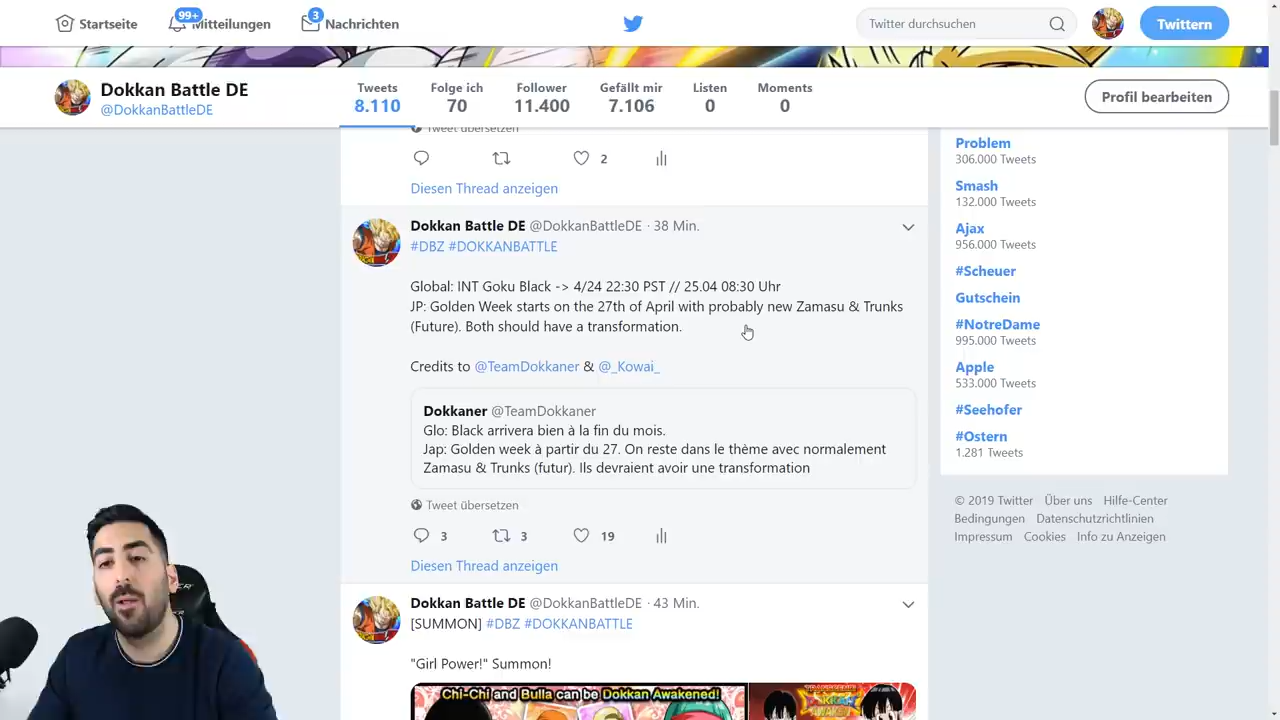 Startseite
99+
Mitteilungen
3
Nachrichten
Twitter durchsuchen
Twittern
Dokkan Battle DE
@DokkanBattleDE
Tweets
8.110
Folge ich
70
Follower
11.400
Gefällt mir
7.106
Listen
0
Moments
0
Profil bearbeiten
Tweet übersetzen
2
Diesen Thread anzeigen
Dokkan Battle DE @DokkanBattleDE · 38 Min.
#DBZ #DOKKANBATTLE
Global: INT Goku Black -> 4/24 22:30 PST // 25.04 08:30 Uhr
JP: Golden Week starts on the 27th of April with probably new Zamasu & Trunks
(Future). Both should have a transformation.
Credits to @TeamDokkaner & @_Kowai_
Dokkaner @TeamDokkaner
Glo: Black arrivera bien à la fin du mois.
Jap: Golden week à partir du 27. On reste dans le thème avec normalement
Zamasu & Trunks (futur). Ils devraient avoir une transformation
Tweet übersetzen
3 3 19
Diesen Thread anzeigen
Dokkan Battle DE @DokkanBattleDE · 43 Min.
[SUMMON] #DBZ #DOKKANBATTLE
"Girl Power!" Summon!
Chi-Chi and Bulla can be Dokkan Awakened!
Problem
306.000 Tweets
Smash
132.000 Tweets
Ajax
956.000 Tweets
#Scheuer
Gutschein
#NotreDame
995.000 Tweets
Apple
533.000 Tweets
#Seehofer
#Ostern
1.281 Tweets
© 2019 Twitter Über uns Hilfe-Center
Bedingungen Datenschutzrichtlinien
Impressum Cookies Info zu Anzeigen